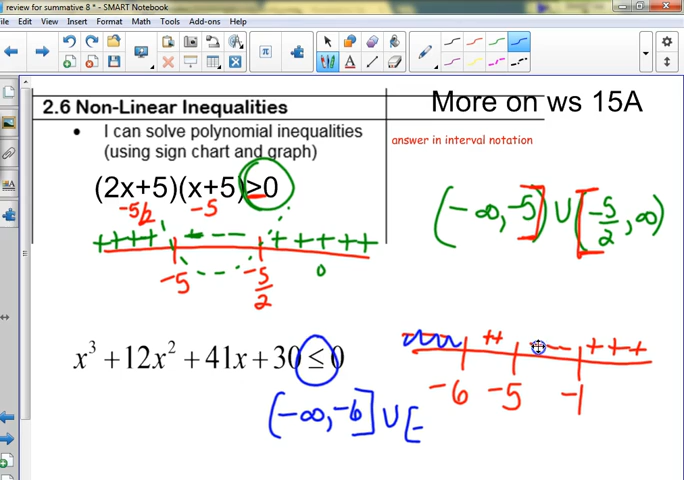 review for summative 8 * - SMART Notebook
File Edit View Insert Format Math Tools Add-ons Help
2.6 Non-Linear Inequalities
• I can solve polynomial inequalities
(using sign chart and graph)
More on ws 15A
answer in interval notation
(2x+5)(x+5)≥0
-5/2 -5
++++ - - - +++++
-5 -5/2 0
(-∞, -5] ∪ [-5/2, ∞)
x³ + 12x² + 41x + 30 ≤ 0
++ - +++
-6 -5 -1
(-∞, -6] ∪ [-